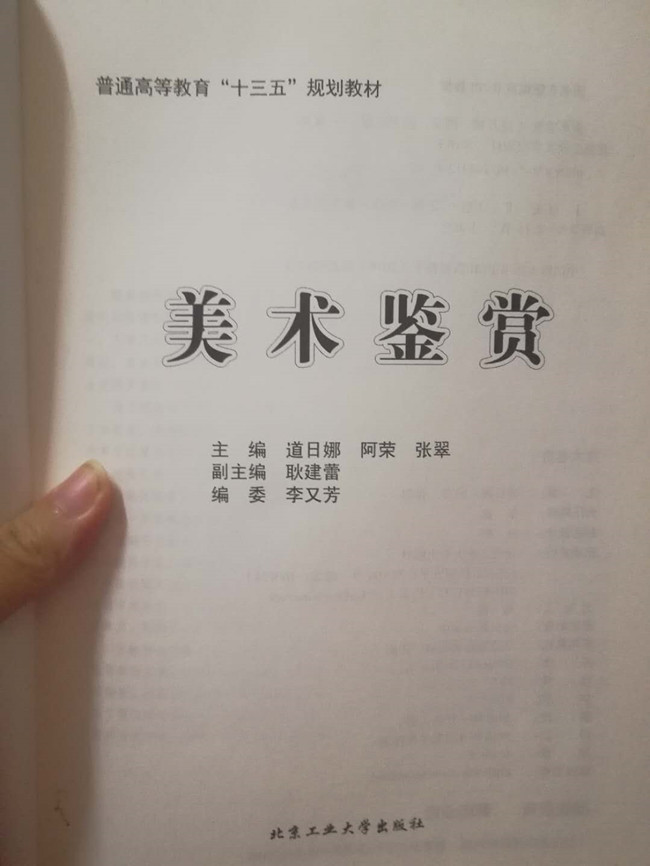 普通高等教育“十三五”规划教材
美术鉴赏
主 编 道日娜 阿荣 张翠
副主编 耿建蕾
编 委 李又芳
北京工业大学出版社